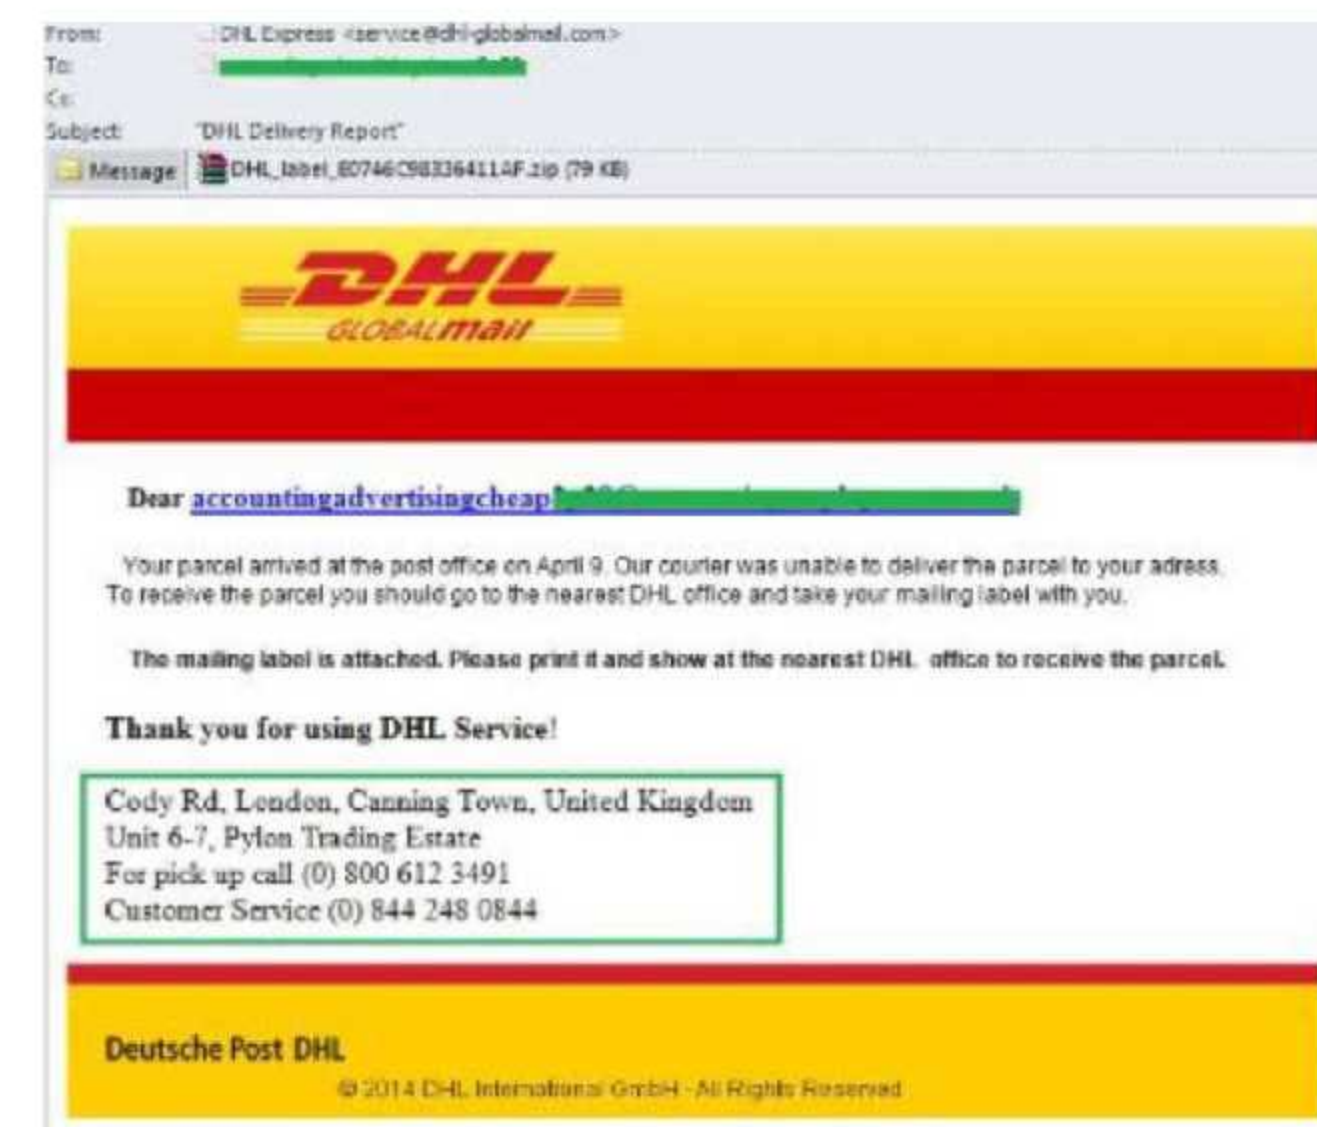 From: DHL Express <service@dhl-globalmail.com>
To:
Cc:
Subject: "DHL Delivery Report"
Message DHL_label_E0746C98336411AF.zip (79 KB)
DHL
GLOBALmail
Dear accountingadvertisingcheap
Your parcel arrived at the post office on April 9. Our courier was unable to deliver the parcel to your adress.
To receive the parcel you should go to the nearest DHL office and take your mailing label with you.
The mailing label is attached. Please print it and show at the nearest DHL office to receive the parcel.
Thank you for using DHL Service!
Cody Rd, London, Canning Town, United Kingdom
Unit 6-7, Pylon Trading Estate
For pick up call (0) 800 612 3491
Customer Service (0) 844 248 0844
Deutsche Post DHL
© 2014 DHL International GmbH - All Rights Reserved